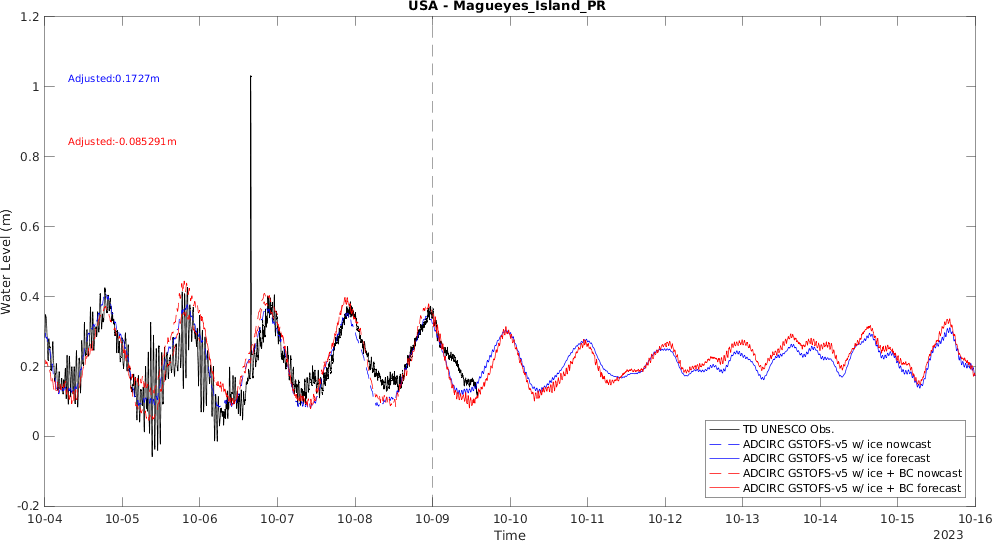 USA - Magueyes_Island_PR
1.2
1
0.8
0.6
0.4
0.2
0
-0.2
Water Level (m)
Adjusted:0.1727m
Adjusted:-0.085291m
TD UNESCO Obs.
ADCIRC GSTOFS-v5 w/ ice nowcast
ADCIRC GSTOFS-v5 w/ ice forecast
ADCIRC GSTOFS-v5 w/ ice + BC nowcast
ADCIRC GSTOFS-v5 w/ ice + BC forecast
10-04 10-05 10-06 10-07 10-08 10-09 10-10 10-11 10-12 10-13 10-14 10-15 10-16
Time
2023